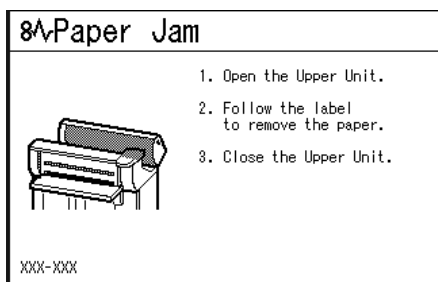 Paper Jam
1. Open the Upper Unit.
2. Follow the label
to remove the paper.
3. Close the Upper Unit.
XXX-XXX